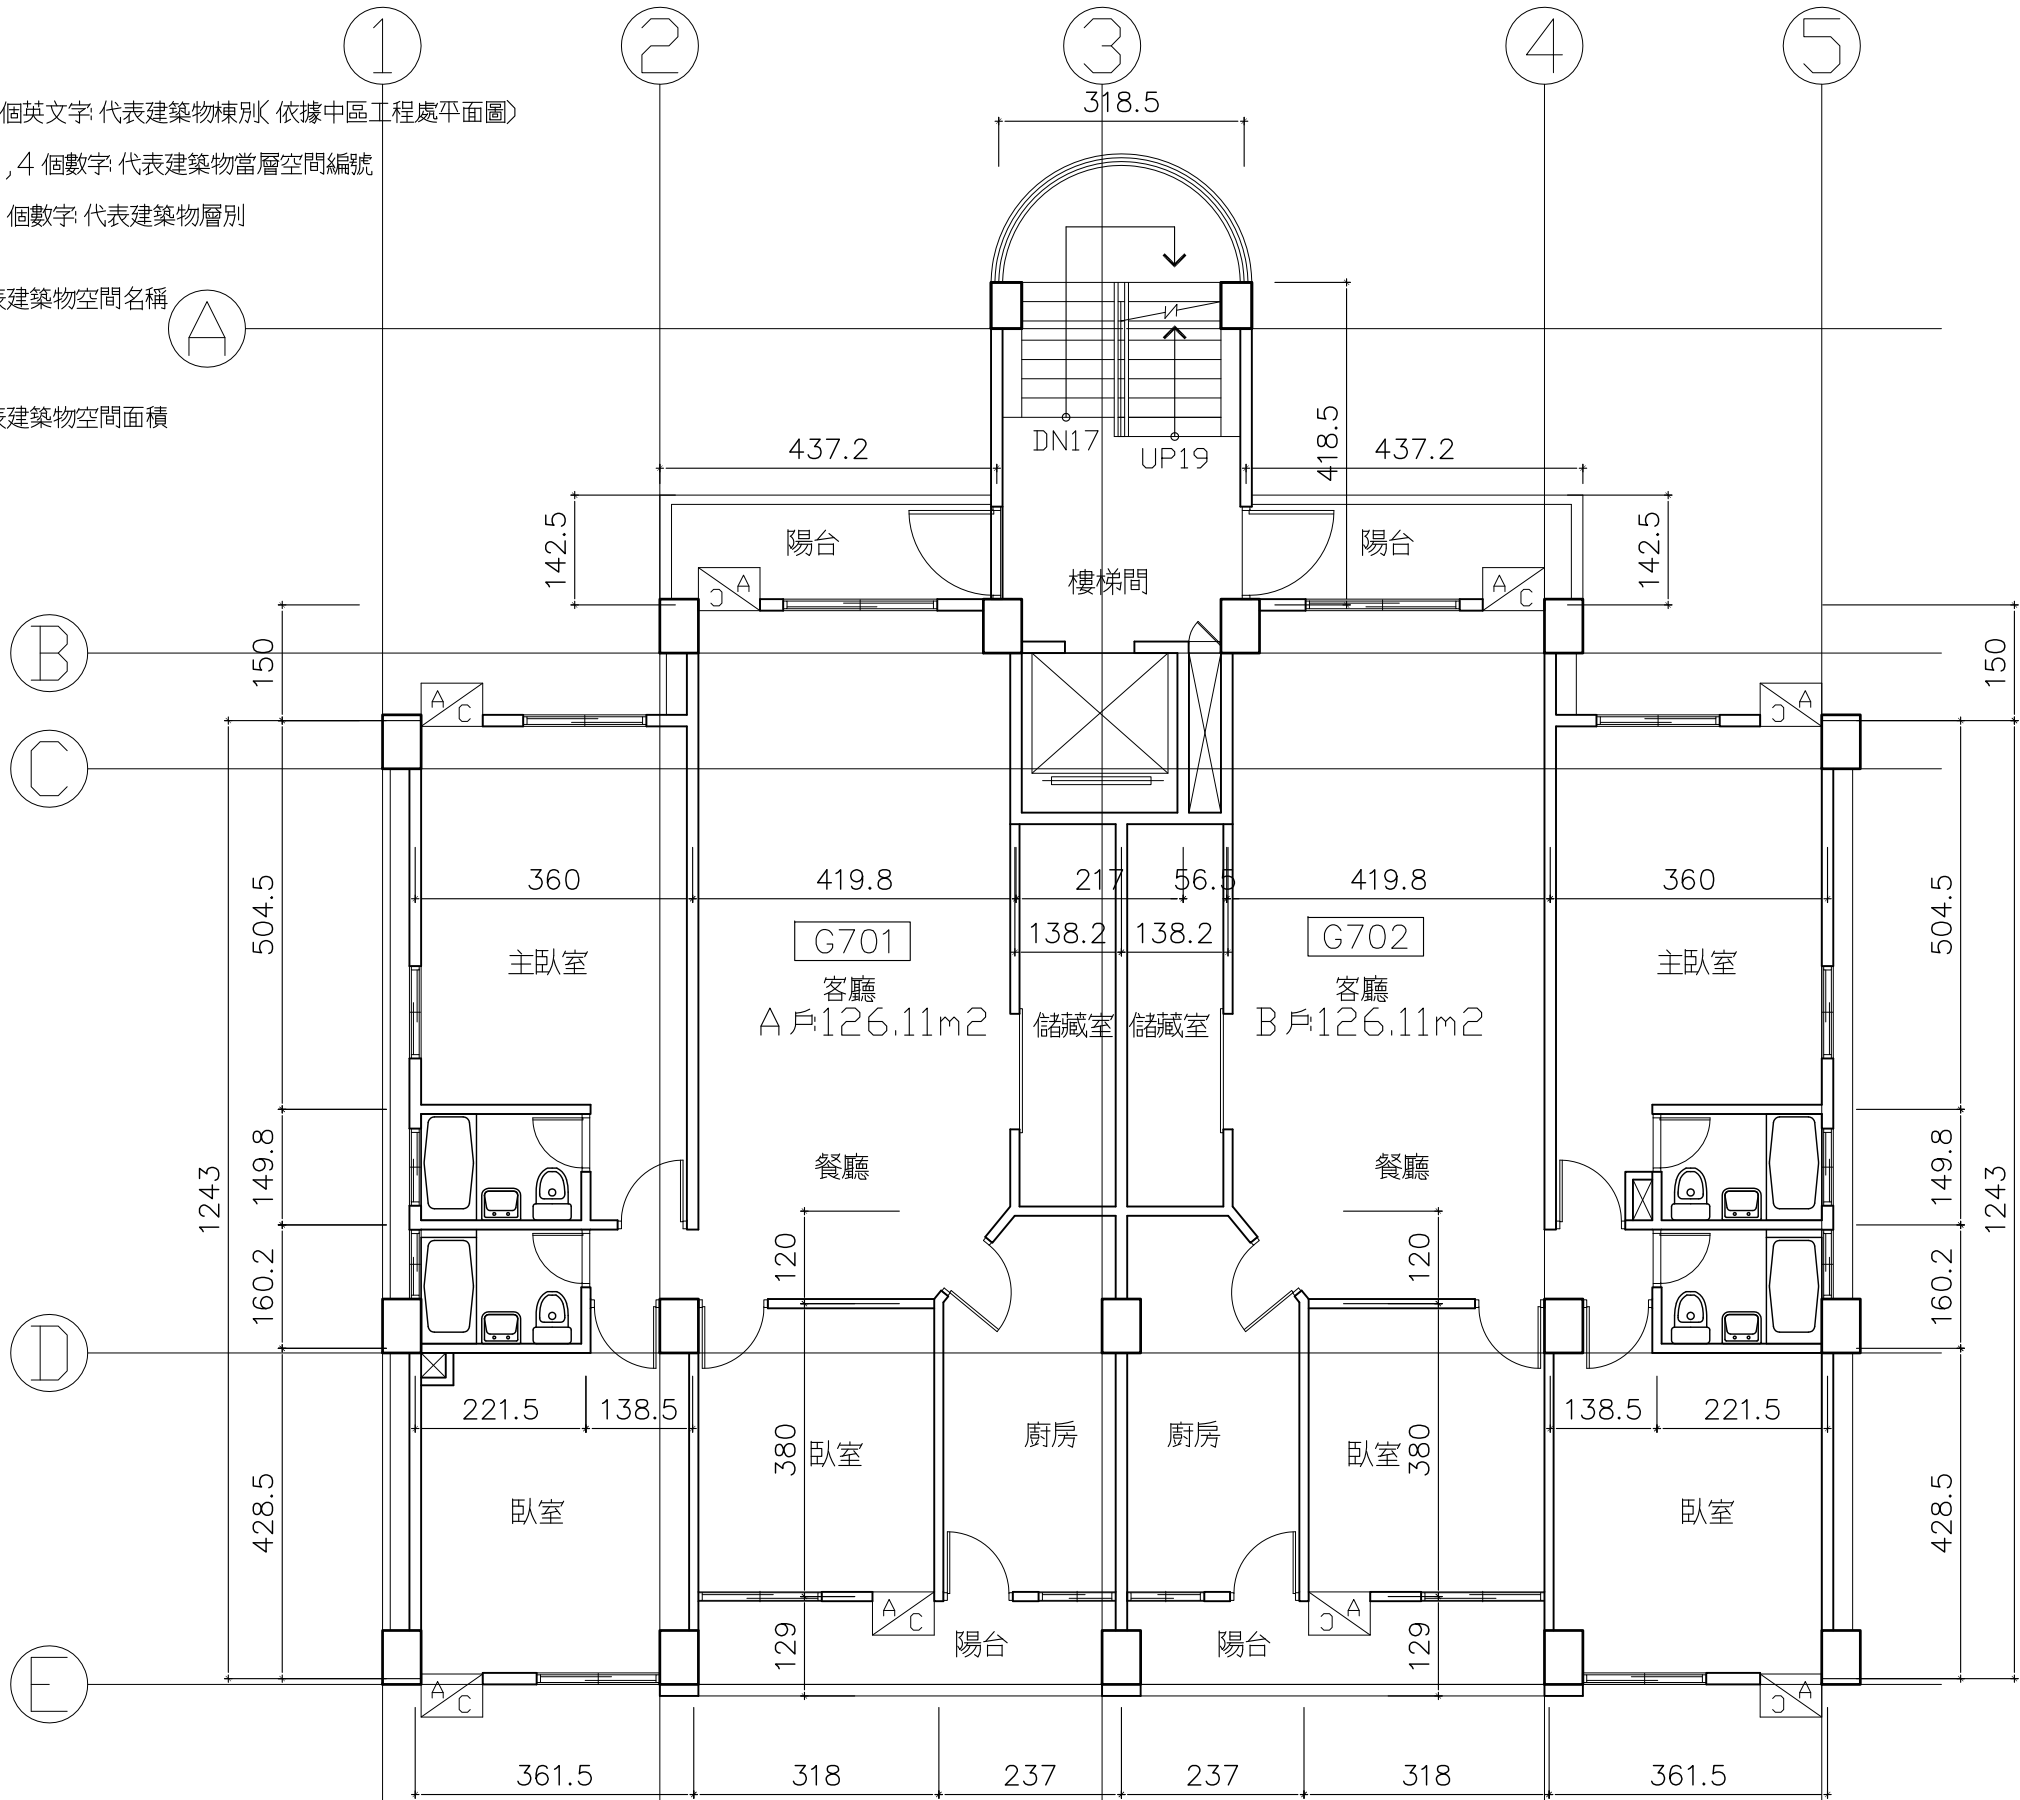 1 2 3 4 5
318.5
個英文字:代表建築物棟別(依據中區工程處平面圖)
,4 個數字:代表建築物當層空間編號
個數字:代表建築物層別
建築物空間名稱
A
建築物空間面積
DN17
UP19
418.5
437.2
437.2
142.5
陽台
陽台
142.5
樓梯間
A C
A C
B
150
150
A C
A C
C
504.5
360
419.8
217
56.5
419.8
360
504.5
138.2
138.2
G701
G702
主臥室
主臥室
客廳
客廳
A 戶:126.11m2
儲藏室
儲藏室
B 戶:126.11m2
1243
149.8
餐廳
餐廳
149.8
1243
160.2
120
120
160.2
D
221.5
138.5
138.5
221.5
380
臥室
廚房
廚房
臥室
380
428.5
臥室
臥室
428.5
A C
A C
129
陽台
陽台
129
E
A C
A C
361.5
318
237
237
318
361.5